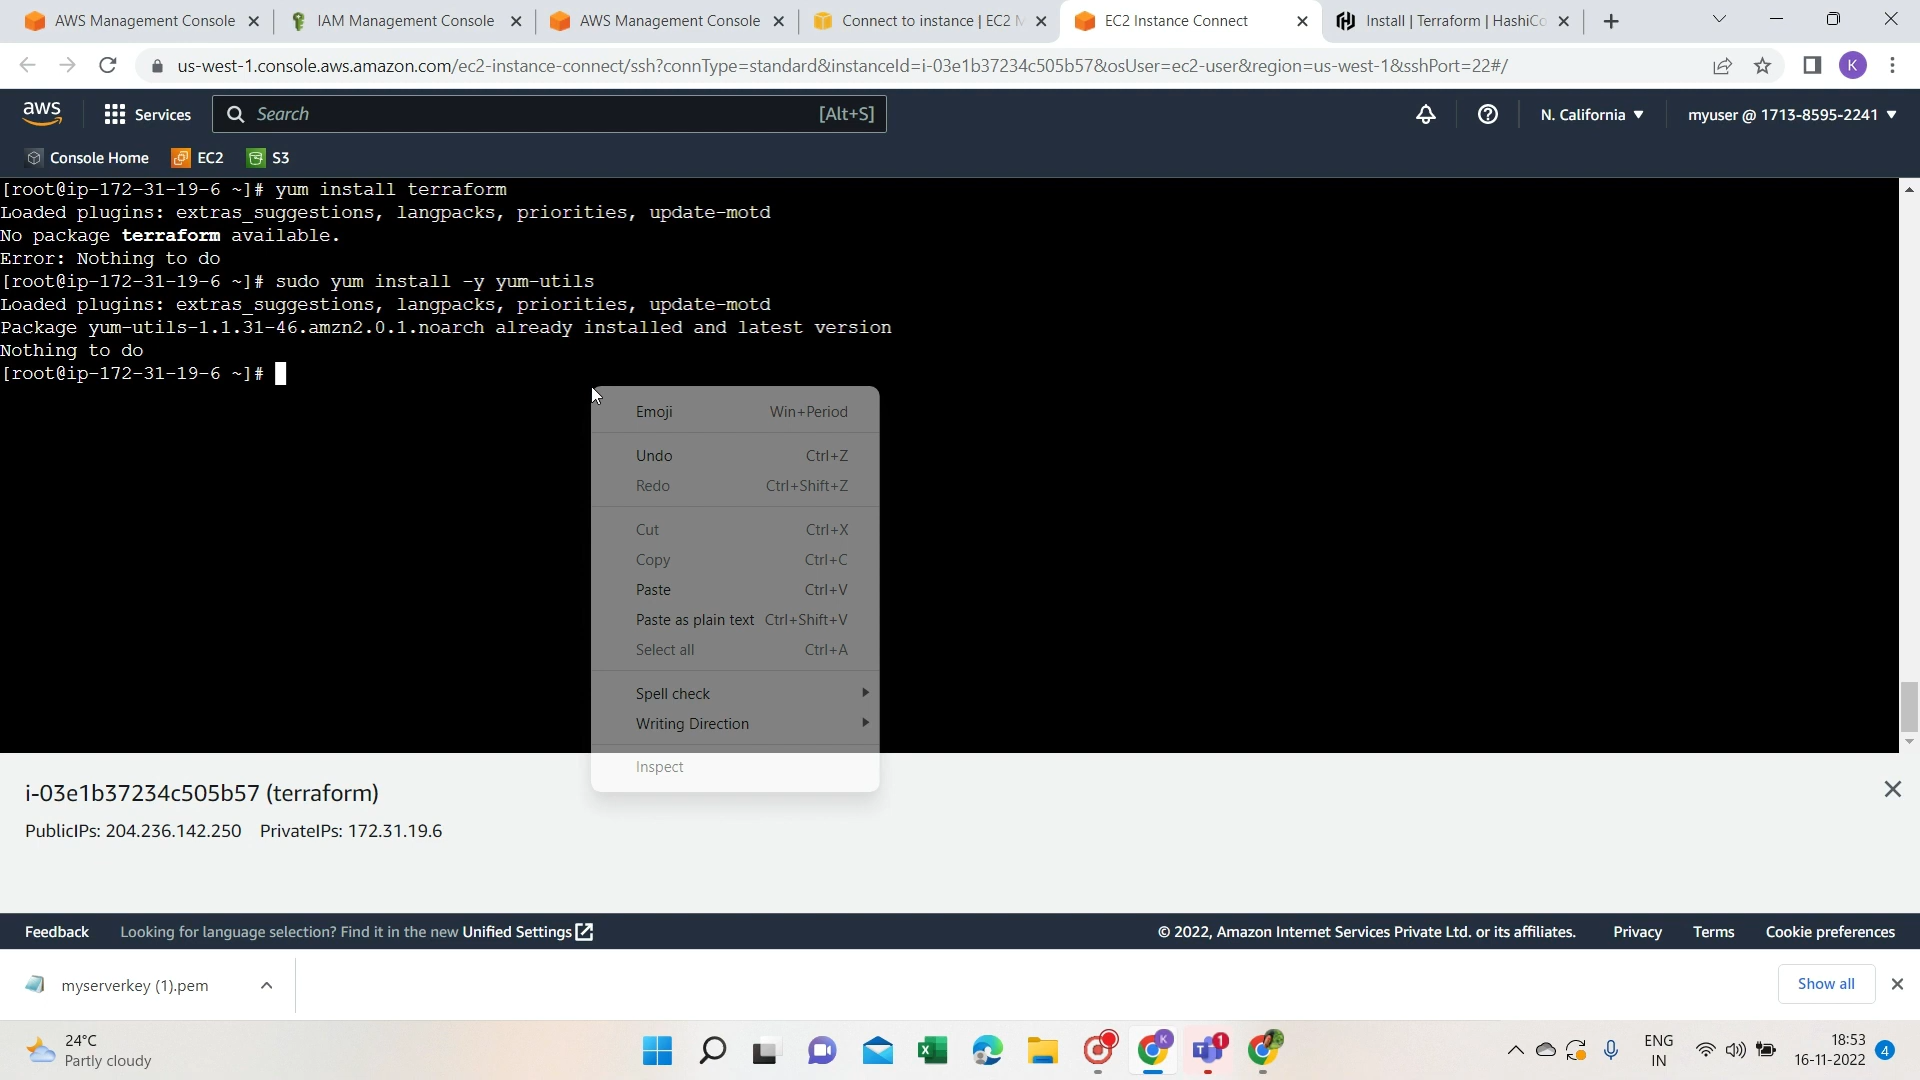 AWS Management Console
IAM Management Console
AWS Management Console
Connect to instance | EC2 M
EC2 Instance Connect
Install | Terraform | HashiCo
us-west-1.console.aws.amazon.com/ec2-instance-connect/ssh?connType=standard&instanceId=i-03e1b37234c505b57&osUser=ec2-user&region=us-west-1&sshPort=22#/
K
aws
Services
Search
[Alt+S]
N. California
myuser @ 1713-8595-2241
Console Home
EC2
S3
[root@ip-172-31-19-6 ~]# yum install terraform
Loaded plugins: extras_suggestions, langpacks, priorities, update-motd
No package terraform available.
Error: Nothing to do
[root@ip-172-31-19-6 ~]# sudo yum install -y yum-utils
Loaded plugins: extras_suggestions, langpacks, priorities, update-motd
Package yum-utils-1.1.31-46.amzn2.0.1.noarch already installed and latest version
Nothing to do
[root@ip-172-31-19-6 ~]#
Emoji Win+Period
Undo Ctrl+Z
Redo Ctrl+Shift+Z
Cut Ctrl+X
Copy Ctrl+C
Paste Ctrl+V
Paste as plain text Ctrl+Shift+V
Select all Ctrl+A
Spell check
Writing Direction
Inspect
i-03e1b37234c505b57 (terraform)
PublicIPs: 204.236.142.250 PrivateIPs: 172.31.19.6
Feedback
Looking for language selection? Find it in the new Unified Settings
© 2022, Amazon Internet Services Private Ltd. or its affiliates.
Privacy
Terms
Cookie preferences
myserverkey (1).pem
Show all
24°C
Partly cloudy
K
1
ENG
IN
18:53
16-11-2022
4